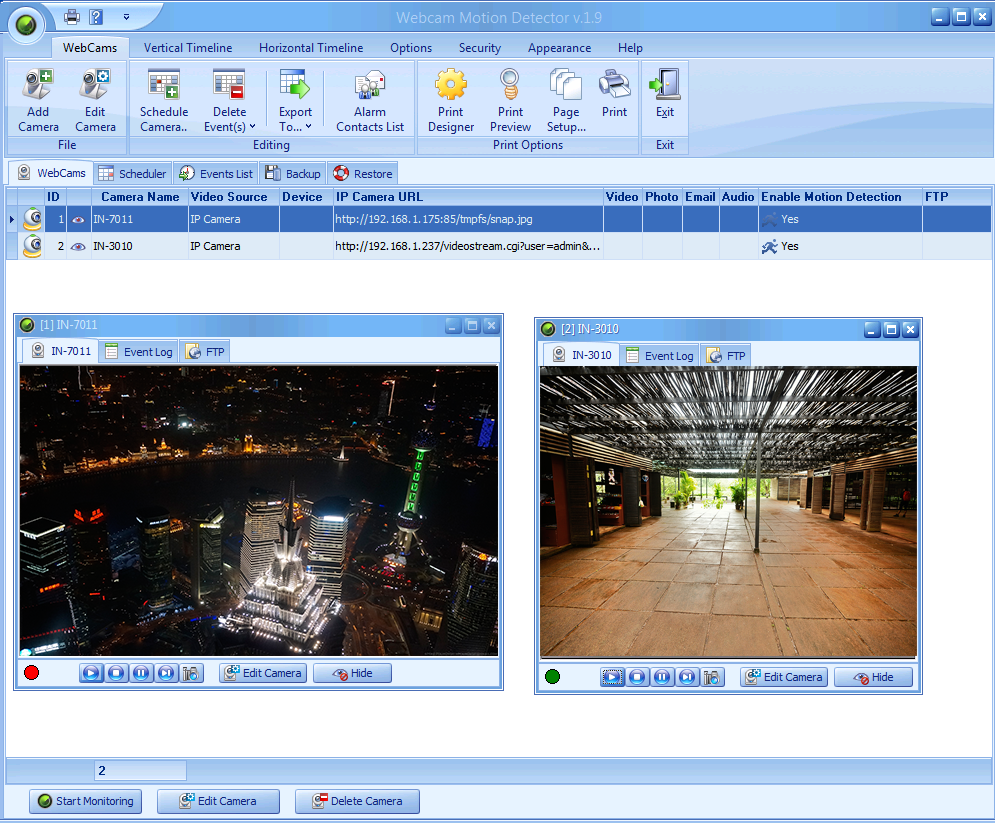 Webcam Motion Detector v.1.9
WebCams Vertical Timeline Horizontal Timeline Options Security Appearance Help
Add Camera
Edit Camera
Schedule Camera..
Delete Event(s)
Export To...
Alarm Contacts List
Print Designer
Print Preview
Page Setup...
Print
Exit
File Editing Print Options Exit
WebCams Scheduler Events List Backup Restore
ID Camera Name Video Source Device IP Camera URL Video Photo Email Audio Enable Motion Detection FTP
1 IN-7011 IP Camera http://192.168.1.175:85/tmpfs/snap.jpg Yes
2 IN-3010 IP Camera http://192.168.1.237/videostream.cgi?user=admin&... Yes
[1] IN-7011
IN-7011 Event Log FTP
Edit Camera Hide
[2] IN-3010
IN-3010 Event Log FTP
Edit Camera Hide
2
Start Monitoring Edit Camera Delete Camera